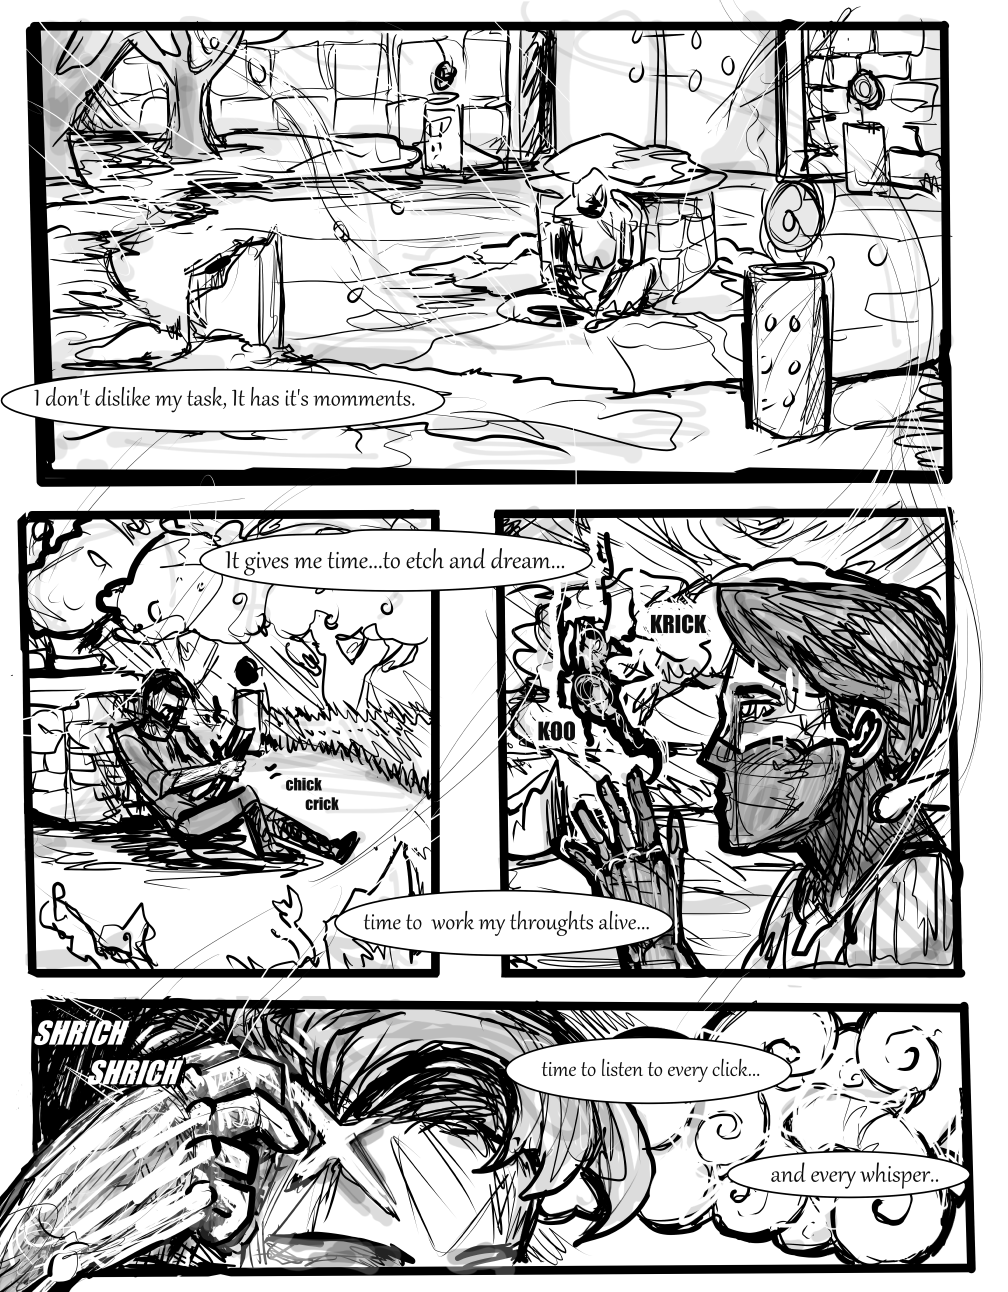 I don't dislike my task, It has it's momments.
It gives me time...to etch and dream...
KRICK
KOO
chick
crick
time to work my throughts alive...
SHRICH
SHRICH
time to listen to every click...
and every whisper..